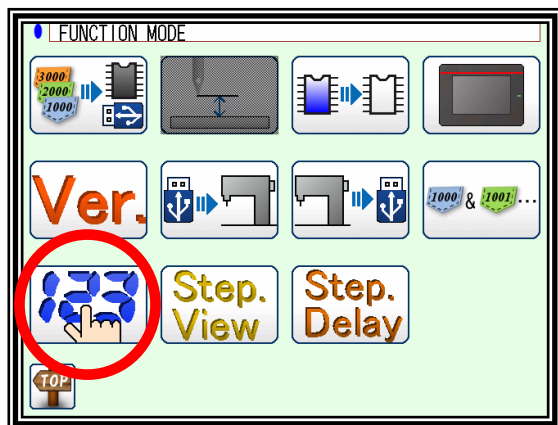 FUNCTION MODE
3000
2000
1000
Ver.
1000 & 1001...
123
Step. View
Step. Delay
TOP